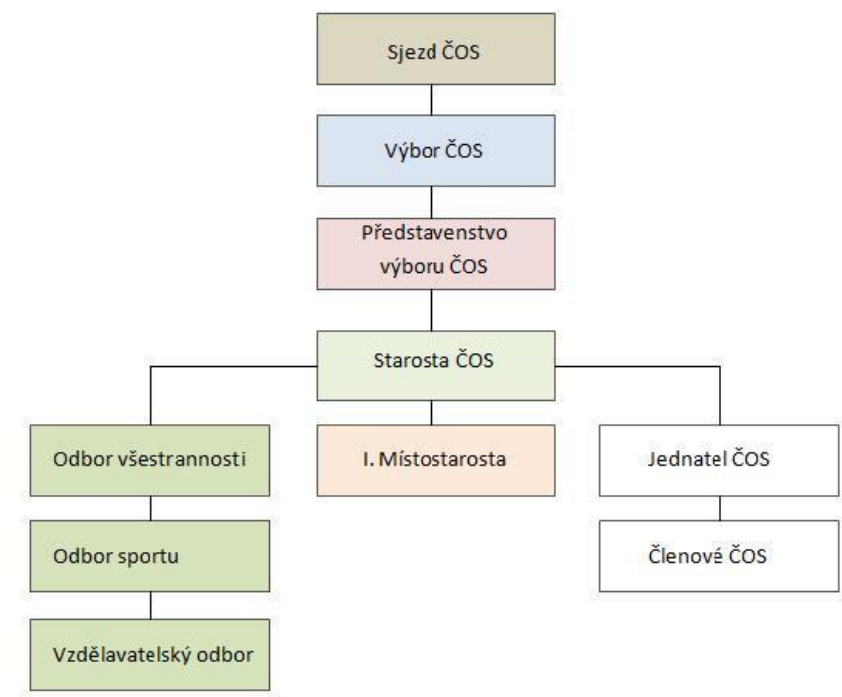 Sjezd ČOS
Výbor ČOS
Představenstvo
výboru ČOS
Starosta ČOS
Odbor všestrannosti
I. Místostarosta
Jednatel ČOS
Odbor sportu
Členové ČOS
Vzdělavatelský odbor